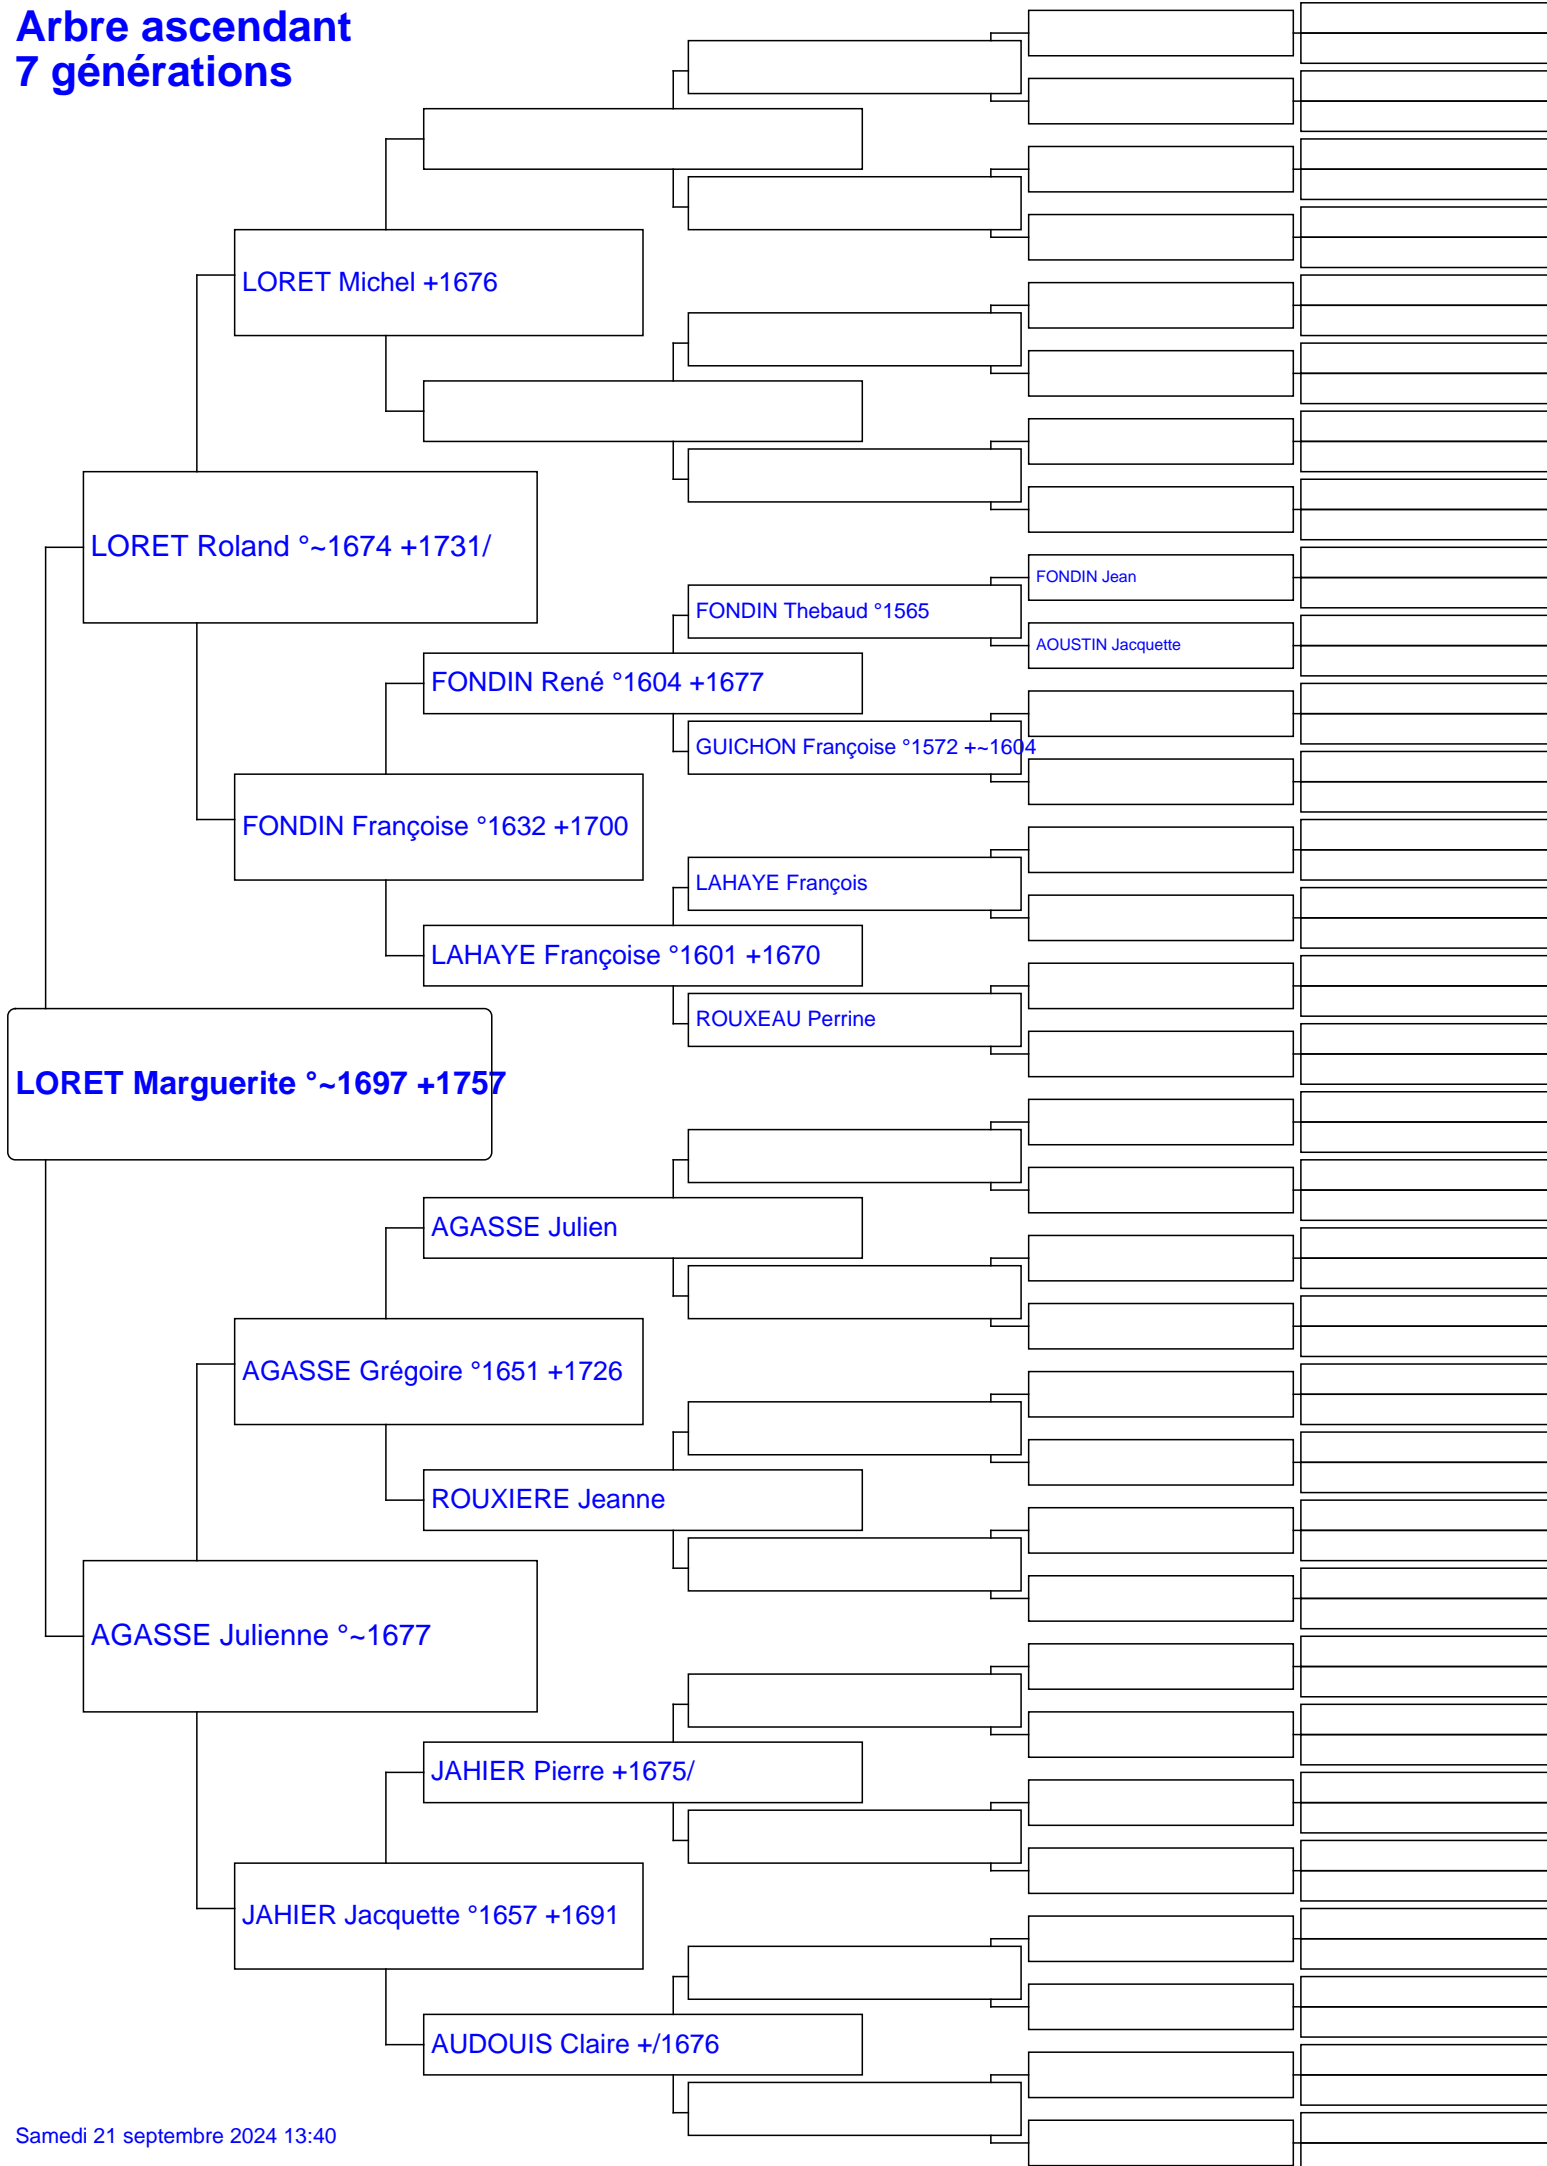 Arbre ascendant
7 générations
LORET Michel +1676
LORET Roland °~1674 +1731/
FONDIN Jean
FONDIN Thebaud °1565
AOUSTIN Jacquette
FONDIN René °1604 +1677
GUICHON Françoise °1572 +~1604
FONDIN Françoise °1632 +1700
LAHAYE François
LAHAYE Françoise °1601 +1670
ROUXEAU Perrine
LORET Marguerite °~1697 +1757
AGASSE Julien
AGASSE Grégoire °1651 +1726
ROUXIERE Jeanne
AGASSE Julienne °~1677
JAHIER Pierre +1675/
JAHIER Jacquette °1657 +1691
AUDOUIS Claire +/1676
Samedi 21 septembre 2024 13:40